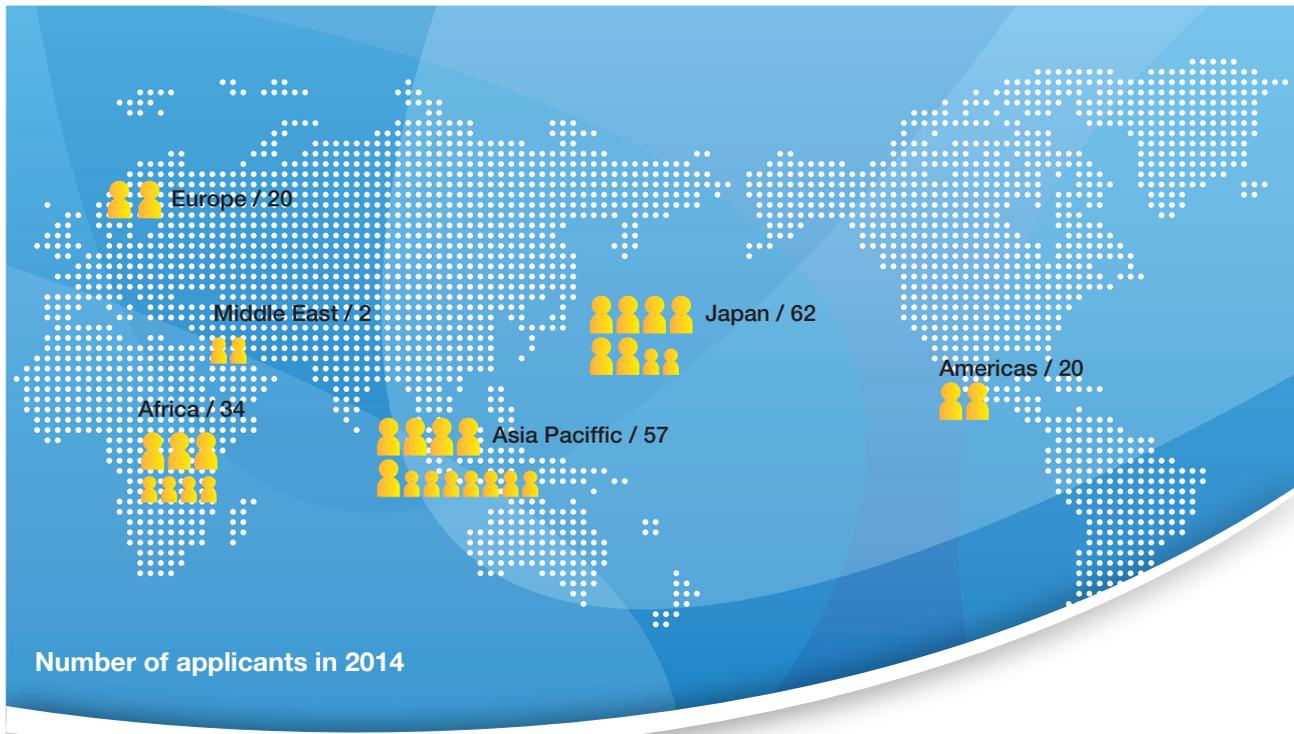 Europe / 20
Middle East / 2
Japan / 62
Americas / 20
Africa / 34
Asia Paciffic / 57
Number of applicants in 2014